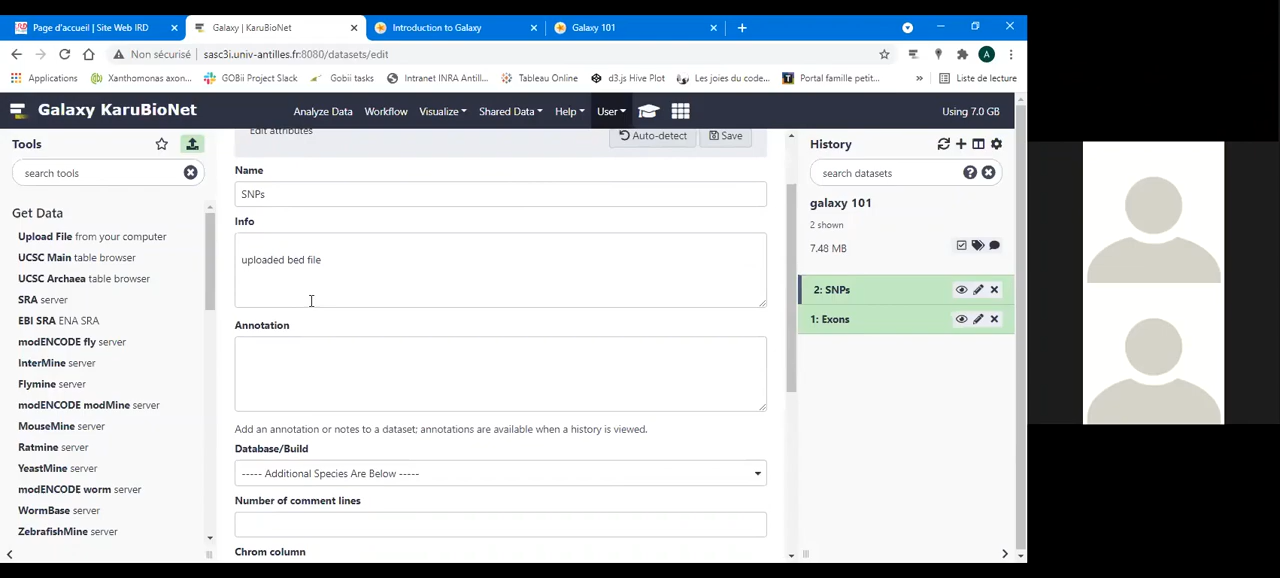 Page d'accueil | Site Web IRD
Galaxy | KaruBioNet
Introduction to Galaxy
Galaxy 101
Non sécurisé
sasc3i.univ-antilles.fr:8080/datasets/edit
A
Applications
Xanthomonas axon...
GOBii Project Slack
Gobii tasks
Intranet INRA Antill...
Tableau Online
d3.js Hive Plot
Les joies du code...
Portal famille petit...
»
Liste de lecture
Galaxy KaruBioNet
Analyze Data
Workflow
Visualize
Shared Data
Help
User
Using 7.0 GB
Tools
search tools
Get Data
Upload File from your computer
UCSC Main table browser
UCSC Archaea table browser
SRA server
EBI SRA ENA SRA
modENCODE fly server
InterMine server
Flymine server
modENCODE modMine server
MouseMine server
Ratmine server
YeastMine server
modENCODE worm server
WormBase server
ZebrafishMine server
Edit attributes
Auto-detect
Save
Name
SNPs
Info
uploaded bed file
Annotation
Add an annotation or notes to a dataset; annotations are available when a history is viewed.
Database/Build
----- Additional Species Are Below -----
Number of comment lines
Chrom column
History
search datasets
galaxy 101
2 shown
7.48 MB
2: SNPs
1: Exons